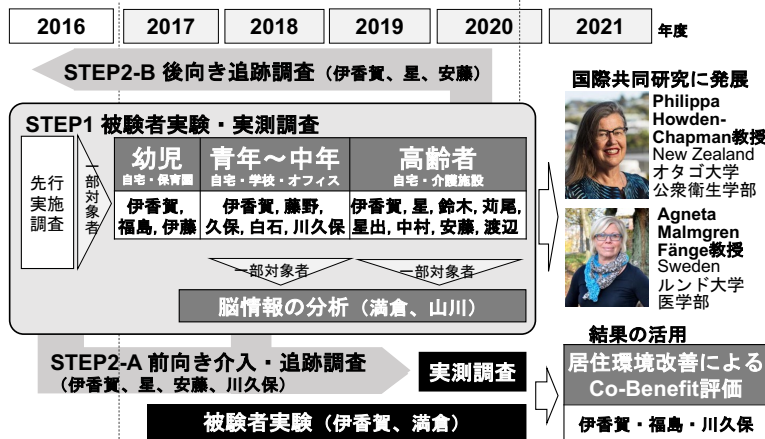 2016 2017 2018 2019 2020 2021 年度
STEP2-B 後向き追跡調査（伊香賀、星、安藤）
STEP1 被験者実験・実測調査
先行
実施
調査
一部対象者
幼児
自宅・保育園
伊香賀,
福島, 伊藤
青年～中年
自宅・学校・オフィス
伊香賀, 藤野,
久保, 白石, 川久保
高齢者
自宅・介護施設
伊香賀, 星, 鈴木, 苅尾,
星出, 中村, 安藤, 渡辺
一部対象者
一部対象者
脳情報の分析（満倉、山川）
STEP2-A 前向き介入・追跡調査
（伊香賀、星、安藤、川久保）
実測調査
被験者実験（伊香賀、満倉）
国際共同研究に発展
Philippa
Howden-
Chapman教授
New Zealand
オタゴ大学
公衆衛生学部
Agneta
Malmgren
Fänge教授
Sweden
ルンド大学
医学部
結果の活用
居住環境改善による
Co-Benefit評価
伊香賀・福島・川久保